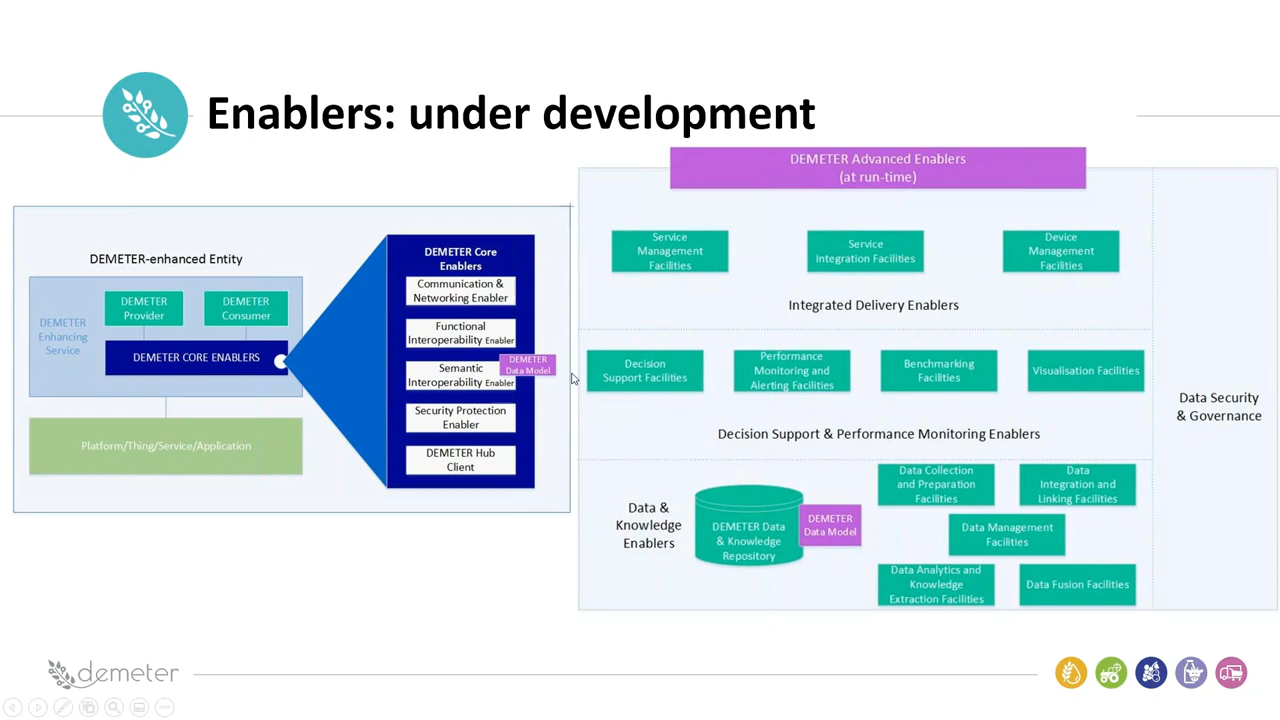 Enablers: under development
DEMETER-enhanced Entity
DEMETER
Enhancing
Service
DEMETER
Provider
DEMETER
Consumer
DEMETER CORE ENABLERS
Platform/Thing/Service/Application
DEMETER Core
Enablers
Communication &
Networking Enabler
Functional
Interoperability Enabler
Semantic
Interoperability Enabler
DEMETER
Data Model
Security Protection
Enabler
DEMETER Hub
Client
DEMETER Advanced Enablers
(at run-time)
Service
Management
Facilities
Service
Integration Facilities
Device
Management
Facilities
Integrated Delivery Enablers
Decision
Support Facilities
Performance
Monitoring and
Alerting Facilities
Benchmarking
Facilities
Visualisation Facilities
Decision Support & Performance Monitoring Enablers
Data &
Knowledge
Enablers
DEMETER Data
& Knowledge
Repository
DEMETER
Data Model
Data Collection
and Preparation
Facilities
Data
Integration and
Linking Facilities
Data Management
Facilities
Data Analytics and
Knowledge
Extraction Facilities
Data Fusion Facilities
Data Security
& Governance
demeter